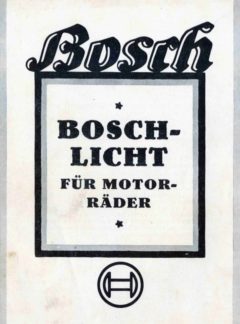 Bosch
BOSCH-
LICHT
FÜR MOTOR-
RÄDER